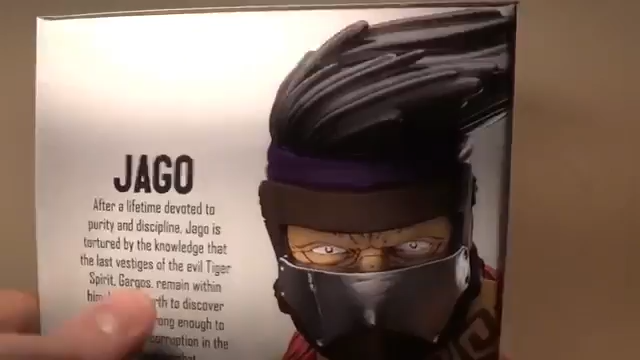 JAGO
After a lifetime devoted to
purity and discipline, Jago is
tortured by the knowledge that
the last vestiges of the evil Tiger
Spirit, Gargos, remain within
to discover
enough to
corruption in the